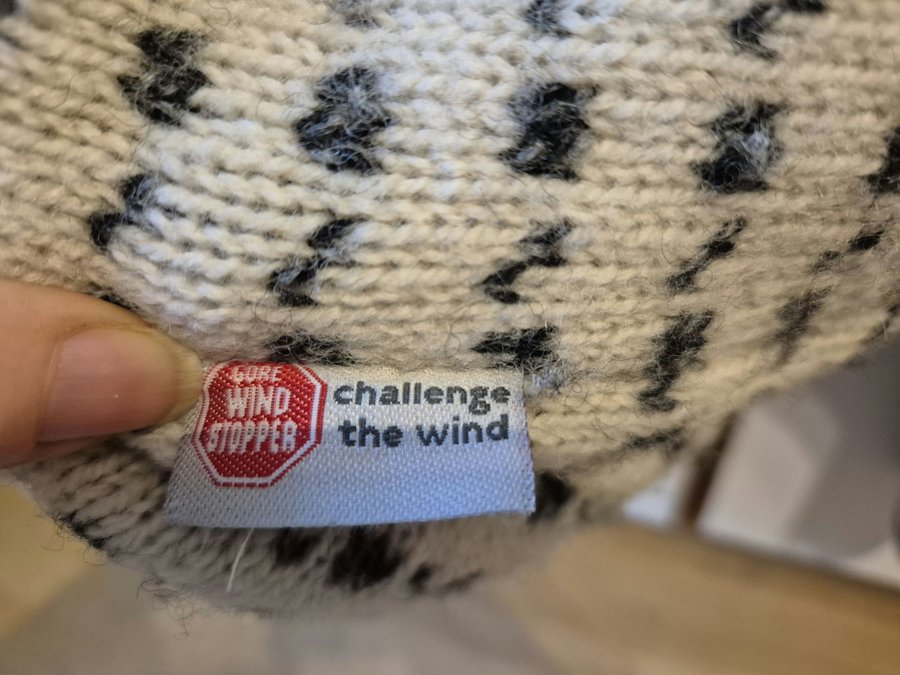 GORE
WIND
STOPPER
challenge
the wind